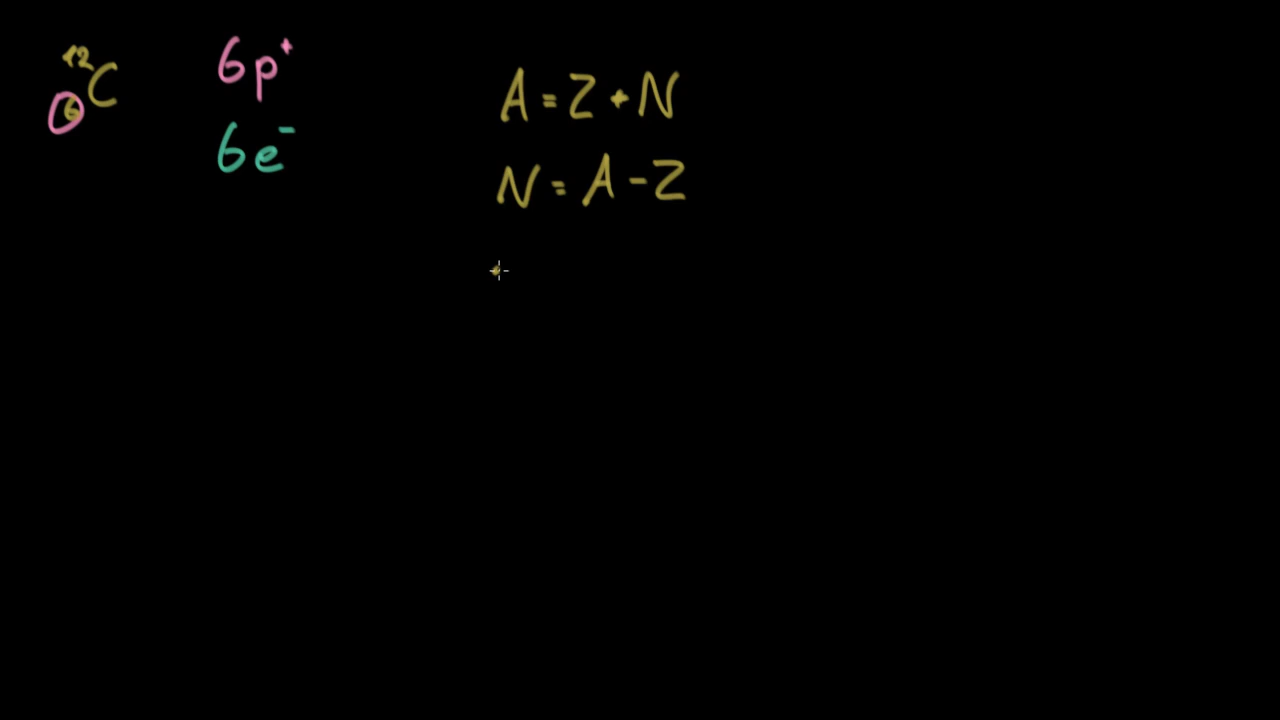 ¹²₆C
6p⁺
6e⁻
A = Z + N
N = A - Z